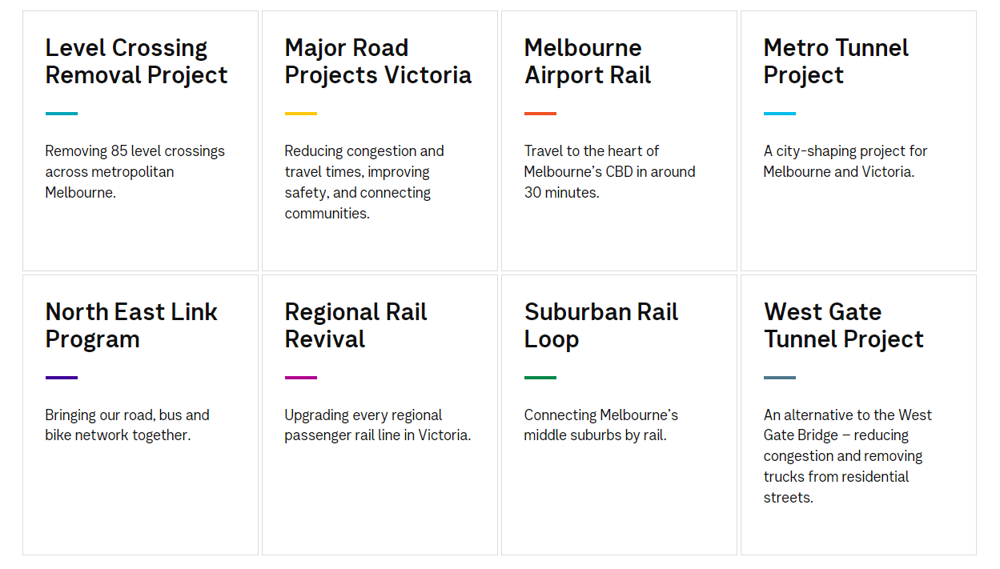 Level Crossing
Removal Project
Removing 85 level crossings
across metropolitan
Melbourne.
Major Road
Projects Victoria
Reducing congestion and
travel times, improving
safety, and connecting
communities.
Melbourne
Airport Rail
Travel to the heart of
Melbourne’s CBD in around
30 minutes.
Metro Tunnel
Project
A city-shaping project for
Melbourne and Victoria.
North East Link
Program
Bringing our road, bus and
bike network together.
Regional Rail
Revival
Upgrading every regional
passenger rail line in Victoria.
Suburban Rail
Loop
Connecting Melbourne’s
middle suburbs by rail.
West Gate
Tunnel Project
An alternative to the West
Gate Bridge – reducing
congestion and removing
trucks from residential
streets.